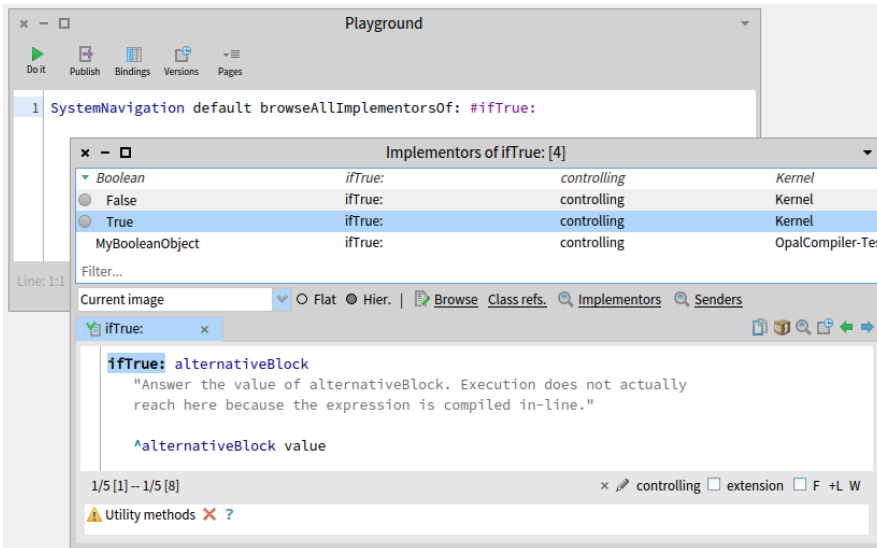 Playground
Do it Publish Bindings Versions Pages
1 SystemNavigation default browseAllImplementorsOf: #ifTrue:
Implementors of ifTrue: [4]
Boolean ifTrue: controlling Kernel
False ifTrue: controlling Kernel
True ifTrue: controlling Kernel
MyBooleanObject ifTrue: controlling OpalCompiler-Te
Filter...
Line: 1:1
Current image Flat Hier. | Browse Class refs. Implementors Senders
ifTrue: ×
ifTrue: alternativeBlock
"Answer the value of alternativeBlock. Execution does not actually
reach here because the expression is compiled in-line."
^alternativeBlock value
1/5 [1] -- 1/5 [8] × controlling extension F +L W
Utility methods ?